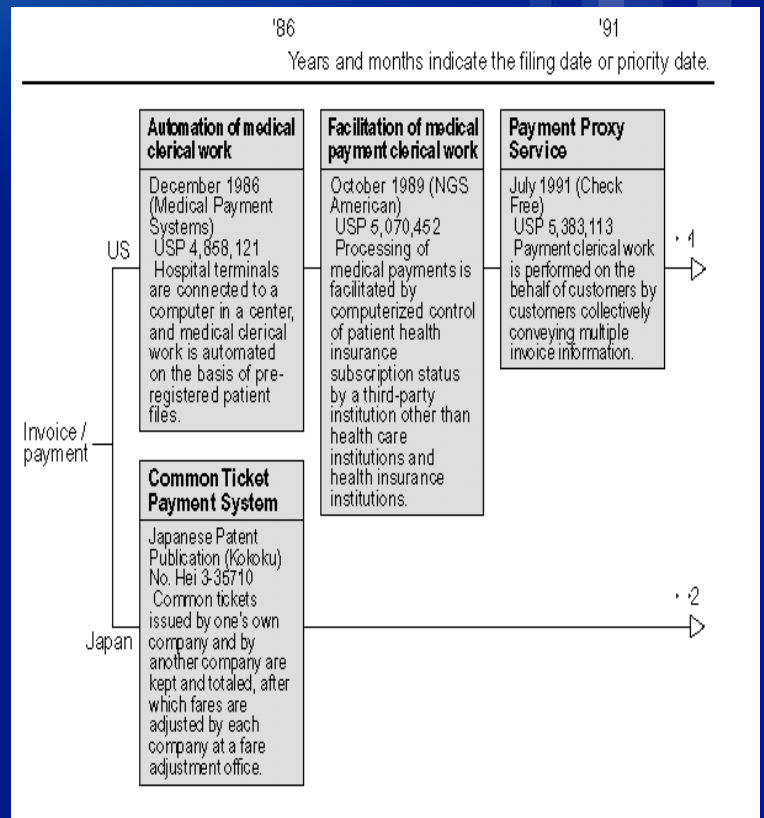 '86 '91
Years and months indicate the filing date or priority date.
Automation of medical
clerical work
December 1986
(Medical Payment
Systems)
USP 4,858,121
Hospital terminals
are connected to a
computer in a center,
and medical clerical
work is automated
on the basis of pre-
registered patient
files.
Facilitation of medical
payment clerical work
October 1989 (NGS
American)
USP 5,070,452
Processing of
medical payments is
facilitated by
computerized control
of patient health
insurance
subscription status
by a third-party
institution other than
health care
institutions and
health insurance
institutions.
Payment Proxy
Service
July 1991 (Check
Free)
USP 5,383,113
Payment clerical work
is performed on the
behalf of customers by
customers collectively
conveying multiple
invoice information.
US
· 1
Invoice /
payment
Common Ticket
Payment System
Japanese Patent
Publication (Kokoku)
No. Hei 3-35710
Common tickets
issued by one's own
company and by
another company are
kept and totaled, after
which fares are
adjusted by each
company at a fare
adjustment office.
Japan
· ·2